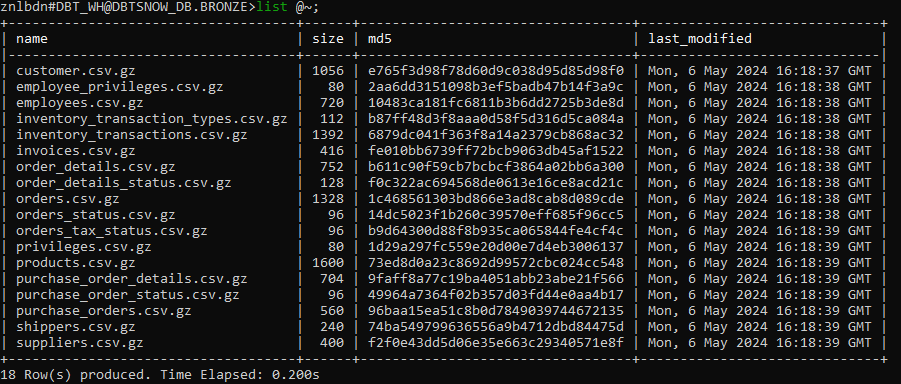 znlbdn#DBT_WH@DBTSNOW_DB.BRONZE>list @~;
+-------------------------------------+------+----------------------------------+------------------------------+
| name | size | md5 | last_modified |
|-------------------------------------+------+----------------------------------+------------------------------|
| customer.csv.gz | 1056 | e765f3d98f78d60d9c038d95d85d98f0 | Mon, 6 May 2024 16:18:37 GMT |
| employee_privileges.csv.gz | 80 | 2aa6dd3151098b3ef5badb47b14f3a9c | Mon, 6 May 2024 16:18:38 GMT |
| employees.csv.gz | 720 | 10483ca181fc6811b3b6dd2725b3de8d | Mon, 6 May 2024 16:18:38 GMT |
| inventory_transaction_types.csv.gz | 112 | b87ff48d3f8aaa0d58f5d316d5ca084a | Mon, 6 May 2024 16:18:38 GMT |
| inventory_transactions.csv.gz | 1392 | 6879dc041f363f8a14a2379cb868ac32 | Mon, 6 May 2024 16:18:38 GMT |
| invoices.csv.gz | 416 | fe010bb6739ff72bcb9063db45af1522 | Mon, 6 May 2024 16:18:38 GMT |
| order_details.csv.gz | 752 | b611c90f59cb7bcbcf3864a02bb6a300 | Mon, 6 May 2024 16:18:38 GMT |
| order_details_status.csv.gz | 128 | f0c322ac694568de0613e16ce8acd21c | Mon, 6 May 2024 16:18:38 GMT |
| orders.csv.gz | 1328 | 1c468561303bd866e3ad8cab8d089cde | Mon, 6 May 2024 16:18:38 GMT |
| orders_status.csv.gz | 96 | 14dc5023f1b260c39570eff685f96cc5 | Mon, 6 May 2024 16:18:38 GMT |
| orders_tax_status.csv.gz | 96 | b9d64300d88f8b935ca065844fe4cf4c | Mon, 6 May 2024 16:18:39 GMT |
| privileges.csv.gz | 80 | 1d29a297fc559e20d00e7d4eb3006137 | Mon, 6 May 2024 16:18:39 GMT |
| products.csv.gz | 1600 | 73ed8d0a23c8692d99572cbc024cc548 | Mon, 6 May 2024 16:18:39 GMT |
| purchase_order_details.csv.gz | 704 | 9faff8a77c19ba4051abb23abe21f566 | Mon, 6 May 2024 16:18:39 GMT |
| purchase_order_status.csv.gz | 96 | 49964a7364f02b357d03fd44e0aa4b17 | Mon, 6 May 2024 16:18:39 GMT |
| purchase_orders.csv.gz | 560 | 96baa15ea51c8b0d7849039744672135 | Mon, 6 May 2024 16:18:39 GMT |
| shippers.csv.gz | 240 | 74ba549799636556a9b4712dbd84475d | Mon, 6 May 2024 16:18:39 GMT |
| suppliers.csv.gz | 400 | f2f0e43dd5d06e35e663c29340571e8f | Mon, 6 May 2024 16:18:39 GMT |
+-------------------------------------+------+----------------------------------+------------------------------+
18 Row(s) produced. Time Elapsed: 0.200s